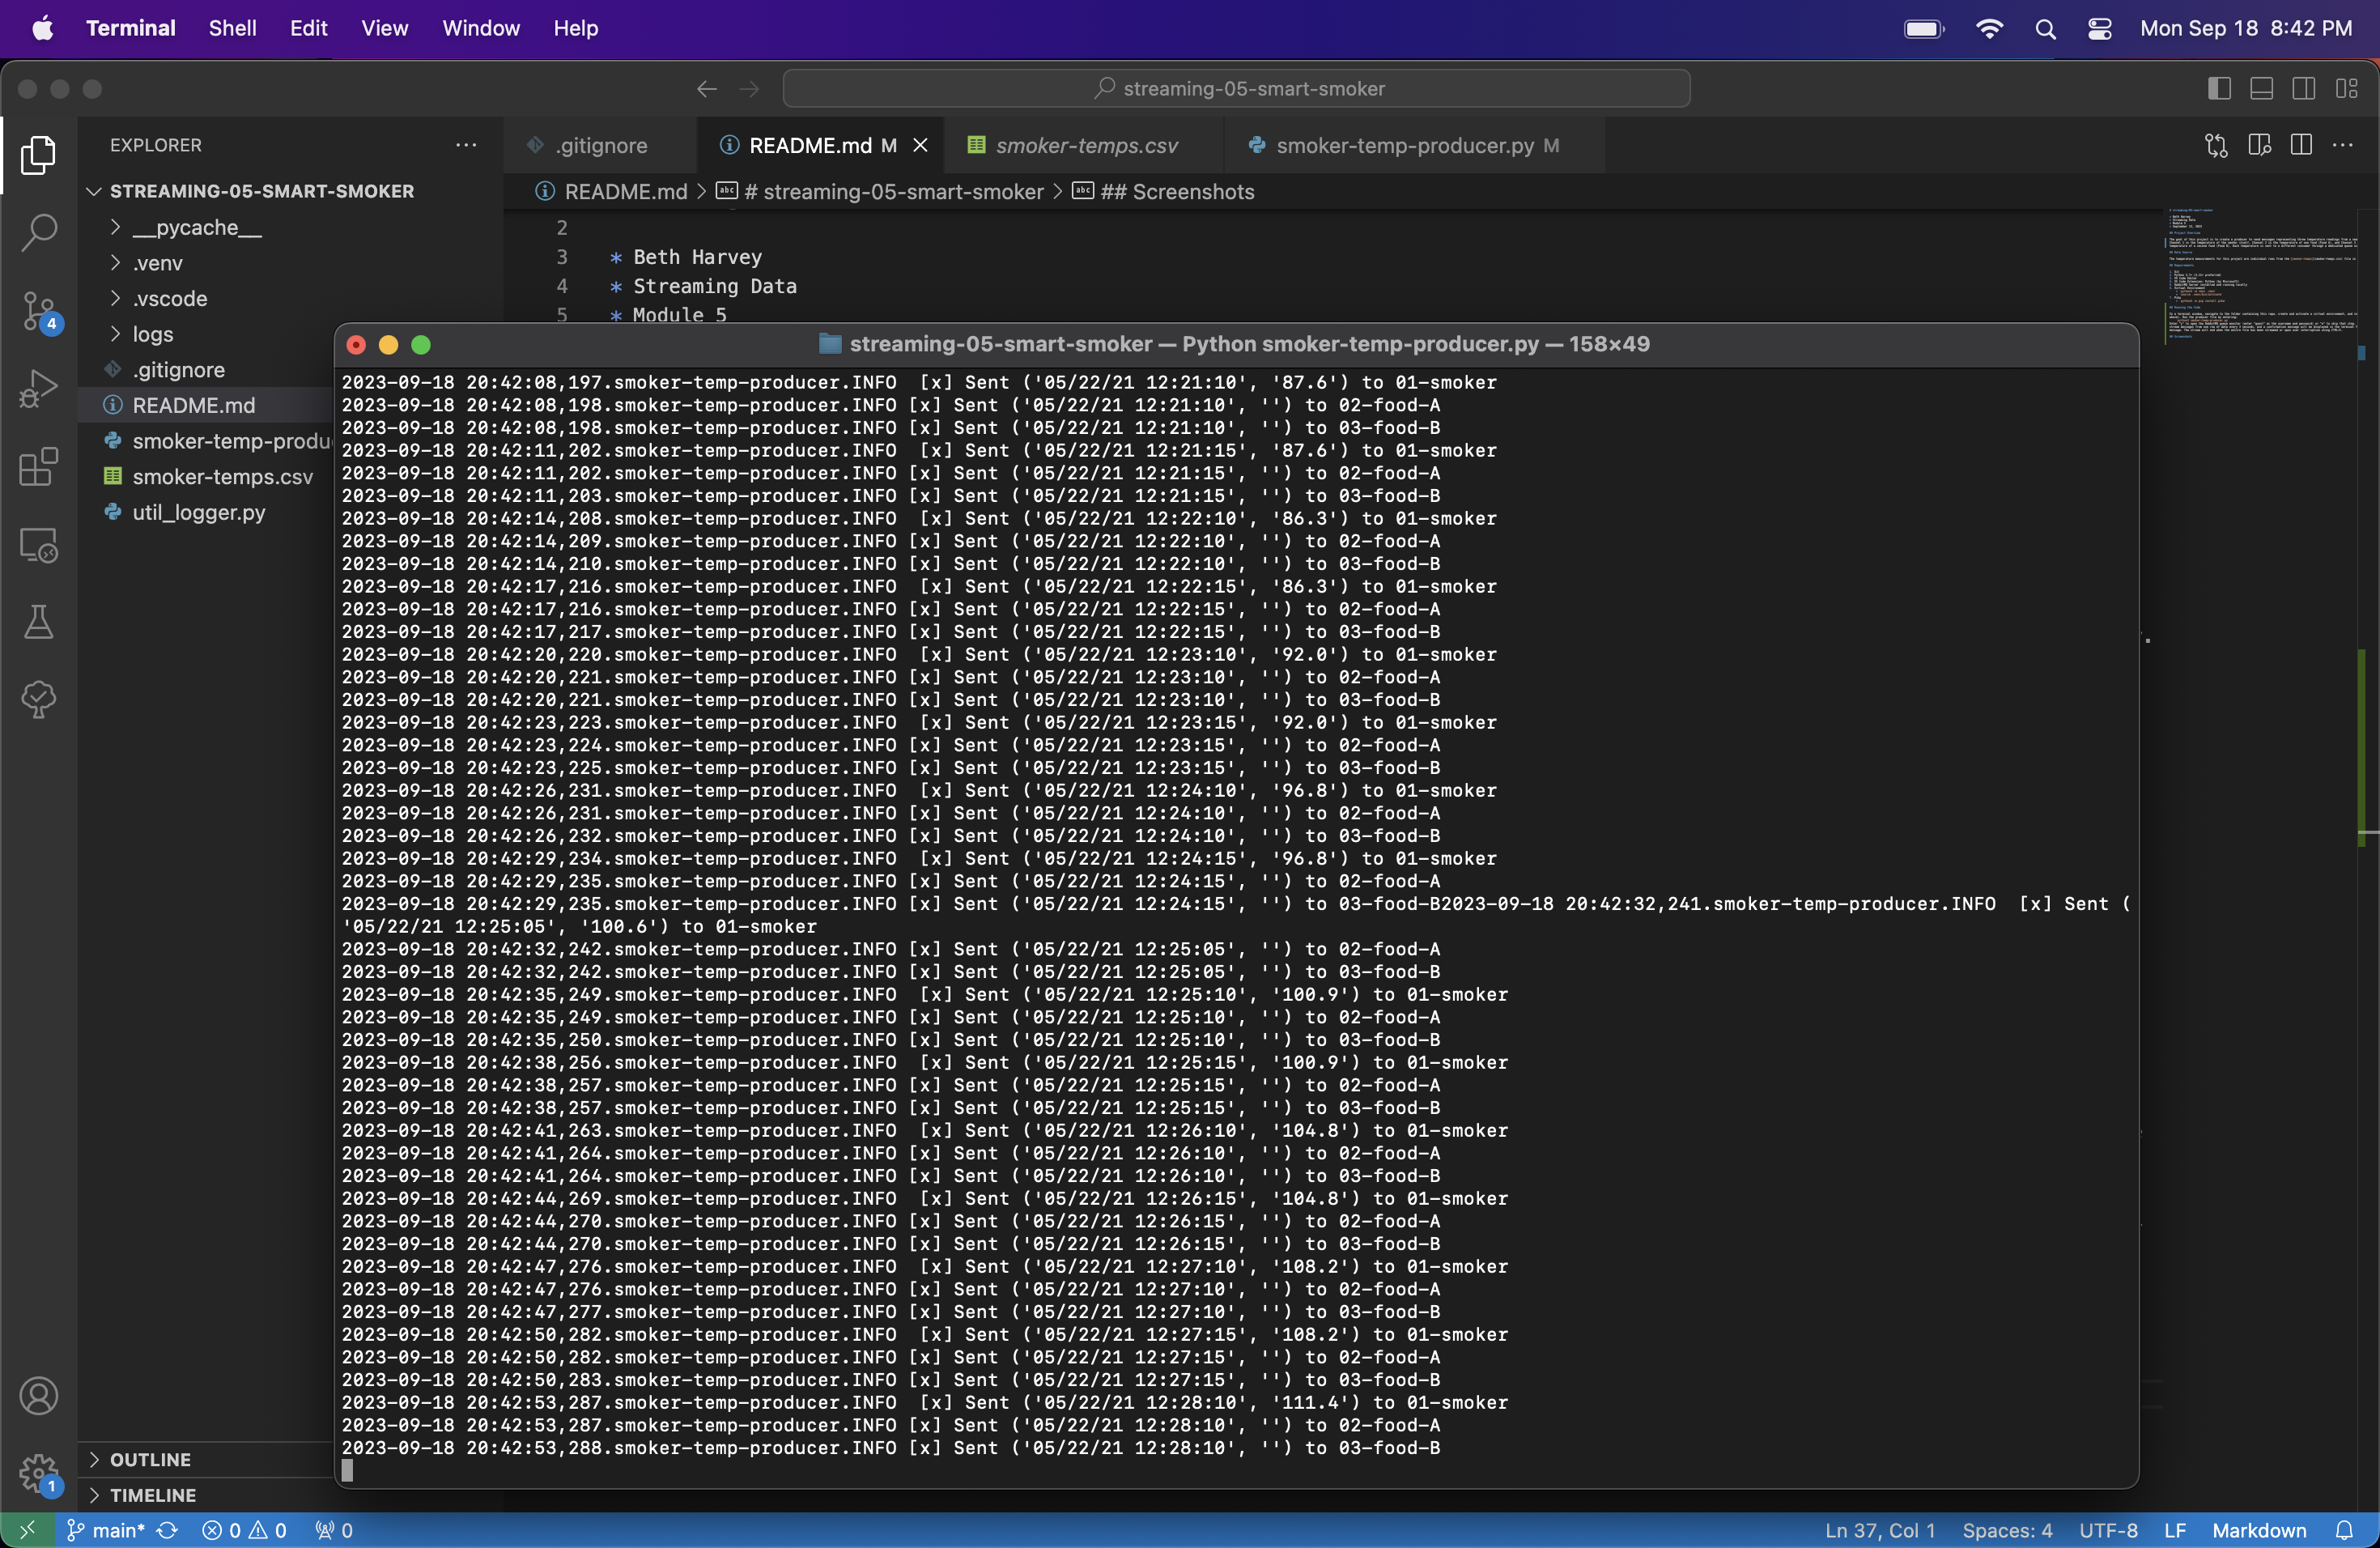 Terminal Shell Edit View Window Help Mon Sep 18 8:42 PM
streaming-05-smart-smoker
EXPLORER
.gitignore README.md M smoker-temps.csv smoker-temp-producer.py M
README.md > # streaming-05-smart-smoker > ## Screenshots
STREAMING-05-SMART-SMOKER
__pycache__
.venv
.vscode
logs
.gitignore
README.md
smoker-temp-produ
smoker-temps.csv
util_logger.py
4
2
3 * Beth Harvey
4 * Streaming Data
5 * Module 5
streaming-05-smart-smoker — Python smoker-temp-producer.py — 158×49
2023-09-18 20:42:08,197.smoker-temp-producer.INFO  [x] Sent ('05/22/21 12:21:10', '87.6') to 01-smoker
2023-09-18 20:42:08,198.smoker-temp-producer.INFO [x] Sent ('05/22/21 12:21:10', '') to 02-food-A
2023-09-18 20:42:08,198.smoker-temp-producer.INFO [x] Sent ('05/22/21 12:21:10', '') to 03-food-B
2023-09-18 20:42:11,202.smoker-temp-producer.INFO  [x] Sent ('05/22/21 12:21:15', '87.6') to 01-smoker
2023-09-18 20:42:11,202.smoker-temp-producer.INFO [x] Sent ('05/22/21 12:21:15', '') to 02-food-A
2023-09-18 20:42:11,203.smoker-temp-producer.INFO [x] Sent ('05/22/21 12:21:15', '') to 03-food-B
2023-09-18 20:42:14,208.smoker-temp-producer.INFO  [x] Sent ('05/22/21 12:22:10', '86.3') to 01-smoker
2023-09-18 20:42:14,209.smoker-temp-producer.INFO [x] Sent ('05/22/21 12:22:10', '') to 02-food-A
2023-09-18 20:42:14,210.smoker-temp-producer.INFO [x] Sent ('05/22/21 12:22:10', '') to 03-food-B
2023-09-18 20:42:17,216.smoker-temp-producer.INFO  [x] Sent ('05/22/21 12:22:15', '86.3') to 01-smoker
2023-09-18 20:42:17,216.smoker-temp-producer.INFO [x] Sent ('05/22/21 12:22:15', '') to 02-food-A
2023-09-18 20:42:17,217.smoker-temp-producer.INFO [x] Sent ('05/22/21 12:22:15', '') to 03-food-B
2023-09-18 20:42:20,220.smoker-temp-producer.INFO  [x] Sent ('05/22/21 12:23:10', '92.0') to 01-smoker
2023-09-18 20:42:20,221.smoker-temp-producer.INFO [x] Sent ('05/22/21 12:23:10', '') to 02-food-A
2023-09-18 20:42:20,221.smoker-temp-producer.INFO [x] Sent ('05/22/21 12:23:10', '') to 03-food-B
2023-09-18 20:42:23,223.smoker-temp-producer.INFO  [x] Sent ('05/22/21 12:23:15', '92.0') to 01-smoker
2023-09-18 20:42:23,224.smoker-temp-producer.INFO [x] Sent ('05/22/21 12:23:15', '') to 02-food-A
2023-09-18 20:42:23,225.smoker-temp-producer.INFO [x] Sent ('05/22/21 12:23:15', '') to 03-food-B
2023-09-18 20:42:26,231.smoker-temp-producer.INFO  [x] Sent ('05/22/21 12:24:10', '96.8') to 01-smoker
2023-09-18 20:42:26,231.smoker-temp-producer.INFO [x] Sent ('05/22/21 12:24:10', '') to 02-food-A
2023-09-18 20:42:26,232.smoker-temp-producer.INFO [x] Sent ('05/22/21 12:24:10', '') to 03-food-B
2023-09-18 20:42:29,234.smoker-temp-producer.INFO  [x] Sent ('05/22/21 12:24:15', '96.8') to 01-smoker
2023-09-18 20:42:29,235.smoker-temp-producer.INFO [x] Sent ('05/22/21 12:24:15', '') to 02-food-A
2023-09-18 20:42:29,235.smoker-temp-producer.INFO [x] Sent ('05/22/21 12:24:15', '') to 03-food-B2023-09-18 20:42:32,241.smoker-temp-producer.INFO  [x] Sent (
'05/22/21 12:25:05', '100.6') to 01-smoker
2023-09-18 20:42:32,242.smoker-temp-producer.INFO [x] Sent ('05/22/21 12:25:05', '') to 02-food-A
2023-09-18 20:42:32,242.smoker-temp-producer.INFO [x] Sent ('05/22/21 12:25:05', '') to 03-food-B
2023-09-18 20:42:35,249.smoker-temp-producer.INFO  [x] Sent ('05/22/21 12:25:10', '100.9') to 01-smoker
2023-09-18 20:42:35,249.smoker-temp-producer.INFO [x] Sent ('05/22/21 12:25:10', '') to 02-food-A
2023-09-18 20:42:35,250.smoker-temp-producer.INFO [x] Sent ('05/22/21 12:25:10', '') to 03-food-B
2023-09-18 20:42:38,256.smoker-temp-producer.INFO  [x] Sent ('05/22/21 12:25:15', '100.9') to 01-smoker
2023-09-18 20:42:38,257.smoker-temp-producer.INFO [x] Sent ('05/22/21 12:25:15', '') to 02-food-A
2023-09-18 20:42:38,257.smoker-temp-producer.INFO [x] Sent ('05/22/21 12:25:15', '') to 03-food-B
2023-09-18 20:42:41,263.smoker-temp-producer.INFO  [x] Sent ('05/22/21 12:26:10', '104.8') to 01-smoker
2023-09-18 20:42:41,264.smoker-temp-producer.INFO [x] Sent ('05/22/21 12:26:10', '') to 02-food-A
2023-09-18 20:42:41,264.smoker-temp-producer.INFO [x] Sent ('05/22/21 12:26:10', '') to 03-food-B
2023-09-18 20:42:44,269.smoker-temp-producer.INFO  [x] Sent ('05/22/21 12:26:15', '104.8') to 01-smoker
2023-09-18 20:42:44,270.smoker-temp-producer.INFO [x] Sent ('05/22/21 12:26:15', '') to 02-food-A
2023-09-18 20:42:44,270.smoker-temp-producer.INFO [x] Sent ('05/22/21 12:26:15', '') to 03-food-B
2023-09-18 20:42:47,276.smoker-temp-producer.INFO  [x] Sent ('05/22/21 12:27:10', '108.2') to 01-smoker
2023-09-18 20:42:47,276.smoker-temp-producer.INFO [x] Sent ('05/22/21 12:27:10', '') to 02-food-A
2023-09-18 20:42:47,277.smoker-temp-producer.INFO [x] Sent ('05/22/21 12:27:10', '') to 03-food-B
2023-09-18 20:42:50,282.smoker-temp-producer.INFO  [x] Sent ('05/22/21 12:27:15', '108.2') to 01-smoker
2023-09-18 20:42:50,282.smoker-temp-producer.INFO [x] Sent ('05/22/21 12:27:15', '') to 02-food-A
2023-09-18 20:42:50,283.smoker-temp-producer.INFO [x] Sent ('05/22/21 12:27:15', '') to 03-food-B
2023-09-18 20:42:53,287.smoker-temp-producer.INFO  [x] Sent ('05/22/21 12:28:10', '111.4') to 01-smoker
2023-09-18 20:42:53,287.smoker-temp-producer.INFO [x] Sent ('05/22/21 12:28:10', '') to 02-food-A
2023-09-18 20:42:53,288.smoker-temp-producer.INFO [x] Sent ('05/22/21 12:28:10', '') to 03-food-B
OUTLINE
1
TIMELINE
main* 0 0 0 Ln 37, Col 1 Spaces: 4 UTF-8 LF Markdown